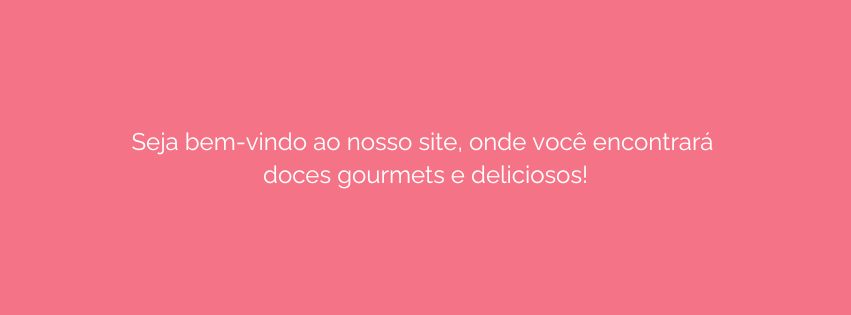 Seja bem-vindo ao nosso site, onde você encontrará
doces gourmets e deliciosos!